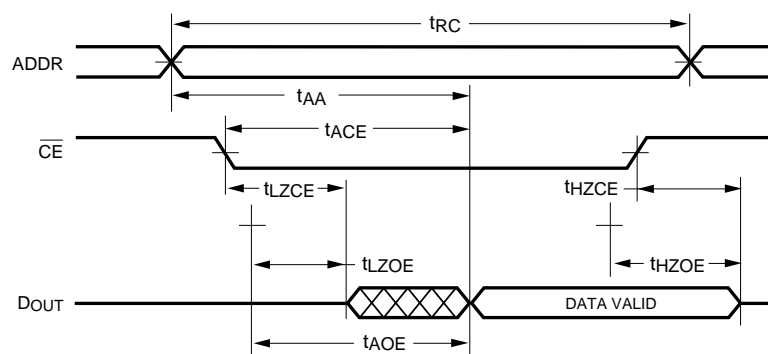 tRC
ADDR
tAA
tACE
CE
tLZCE
tHZCE
tLZOE
tHZOE
DOUT
DATA VALID
tAOE